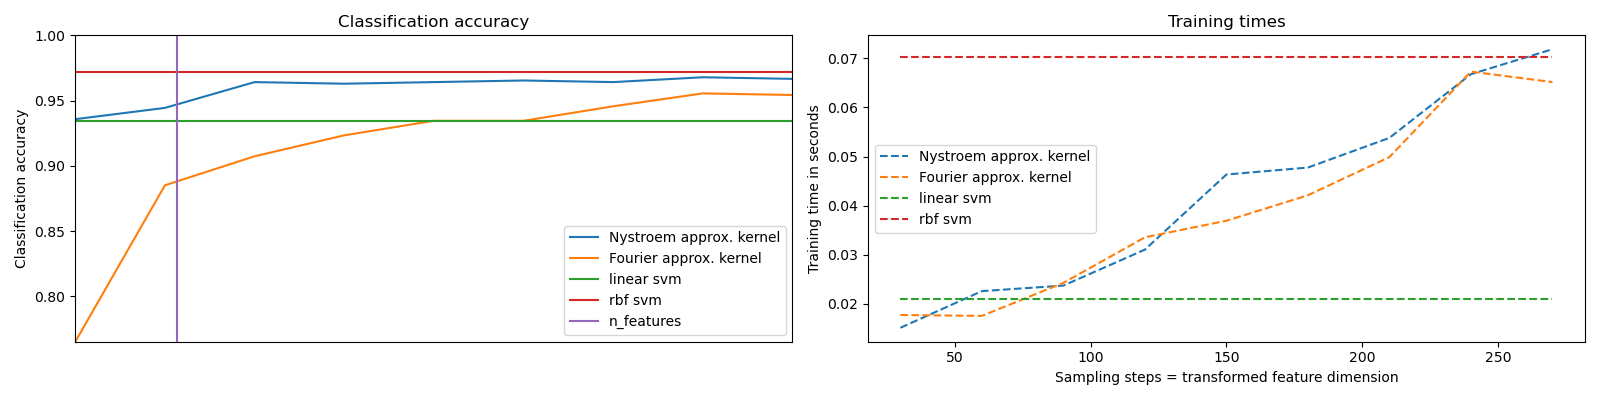 Classification accuracy
Classification accuracy
1.00
0.95
0.90
0.85
0.80
Nystroem approx. kernel
Fourier approx. kernel
linear svm
rbf svm
n_features
Training times
Training time in seconds
0.07
0.06
0.05
0.04
0.03
0.02
Nystroem approx. kernel
Fourier approx. kernel
linear svm
rbf svm
50 100 150 200 250
Sampling steps = transformed feature dimension